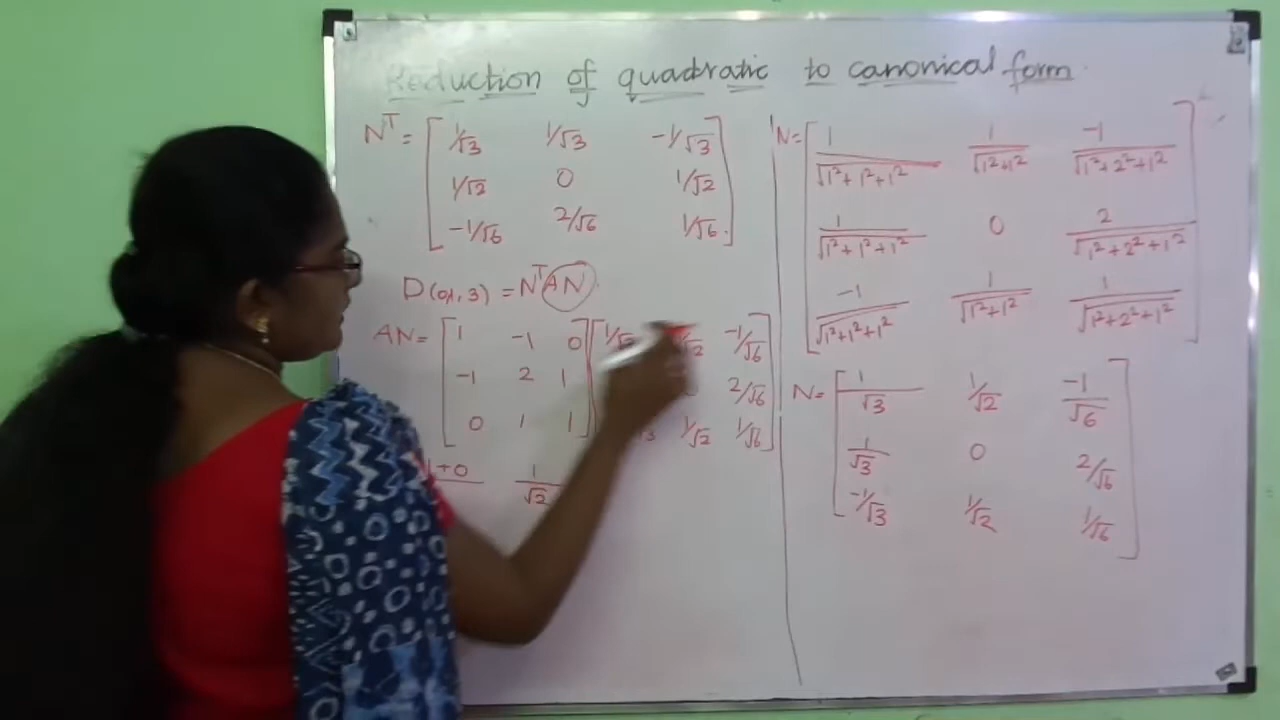 Reduction of quadratic to canonical form
Nᵀ = [ 1/√3 1/√3 -1/√3
1/√2 0 1/√2
-1/√6 2/√6 1/√6 ]
D(0,1,3) = NᵀAN
AN = [ 1 -1 0
-1 2 1
0 1 1 ] [ -1/√6
2/√6
1/√2 1/√6 ]
1+0 1/√2
N = [ 1/√1²+1²+1² 1/√1²+1² -1/√1²+2²+1²
1/√1²+1²+1² 0 2/√1²+2²+1²
-1/√1²+1²+1² 1/√1²+1² 1/√1²+2²+1² ]
N = [ 1/√3 1/√2 -1/√6
1/√3 0 2/√6
-1/√3 1/√2 1/√6 ]